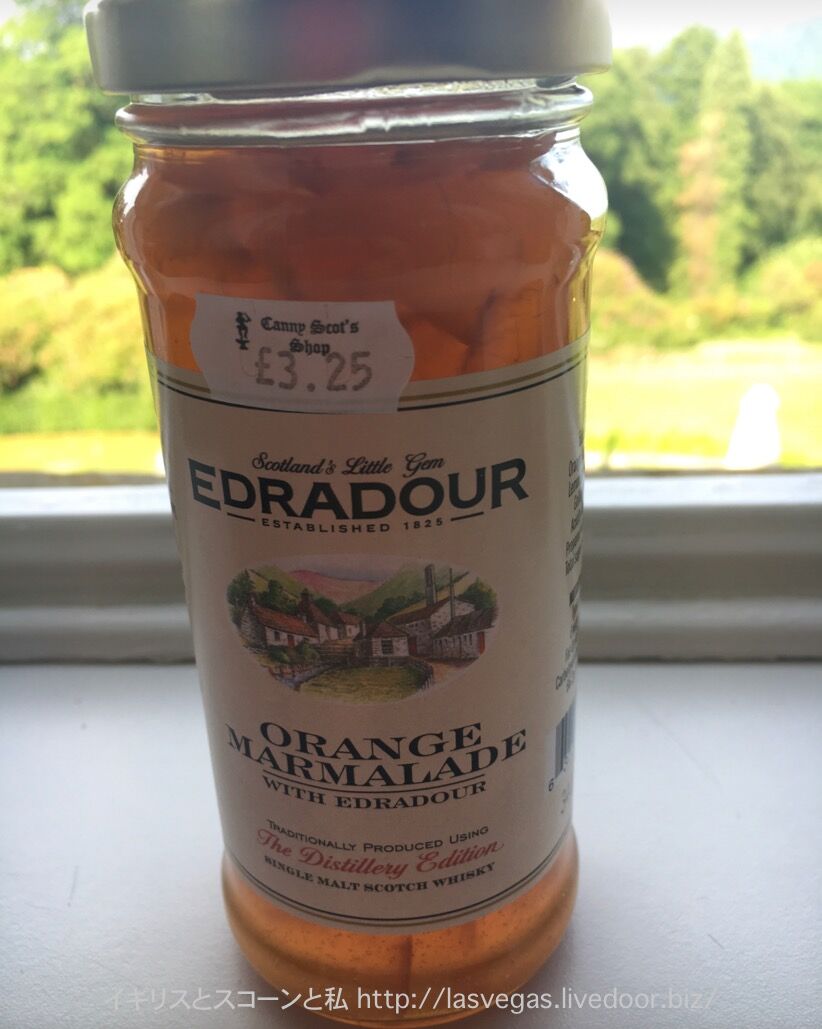 Canny Scot's
Shop
£3.25
Scotland's Little Gem
EDRADOUR
ESTABLISHED 1825
ORANGE
MARMALADE
WITH EDRADOUR
TRADITIONALLY PRODUCED USING
The Distillery Edition
SINGLE MALT SCOTCH WHISKY
イギリスとスコーンと私 http://lasvegas.livedoor.biz/